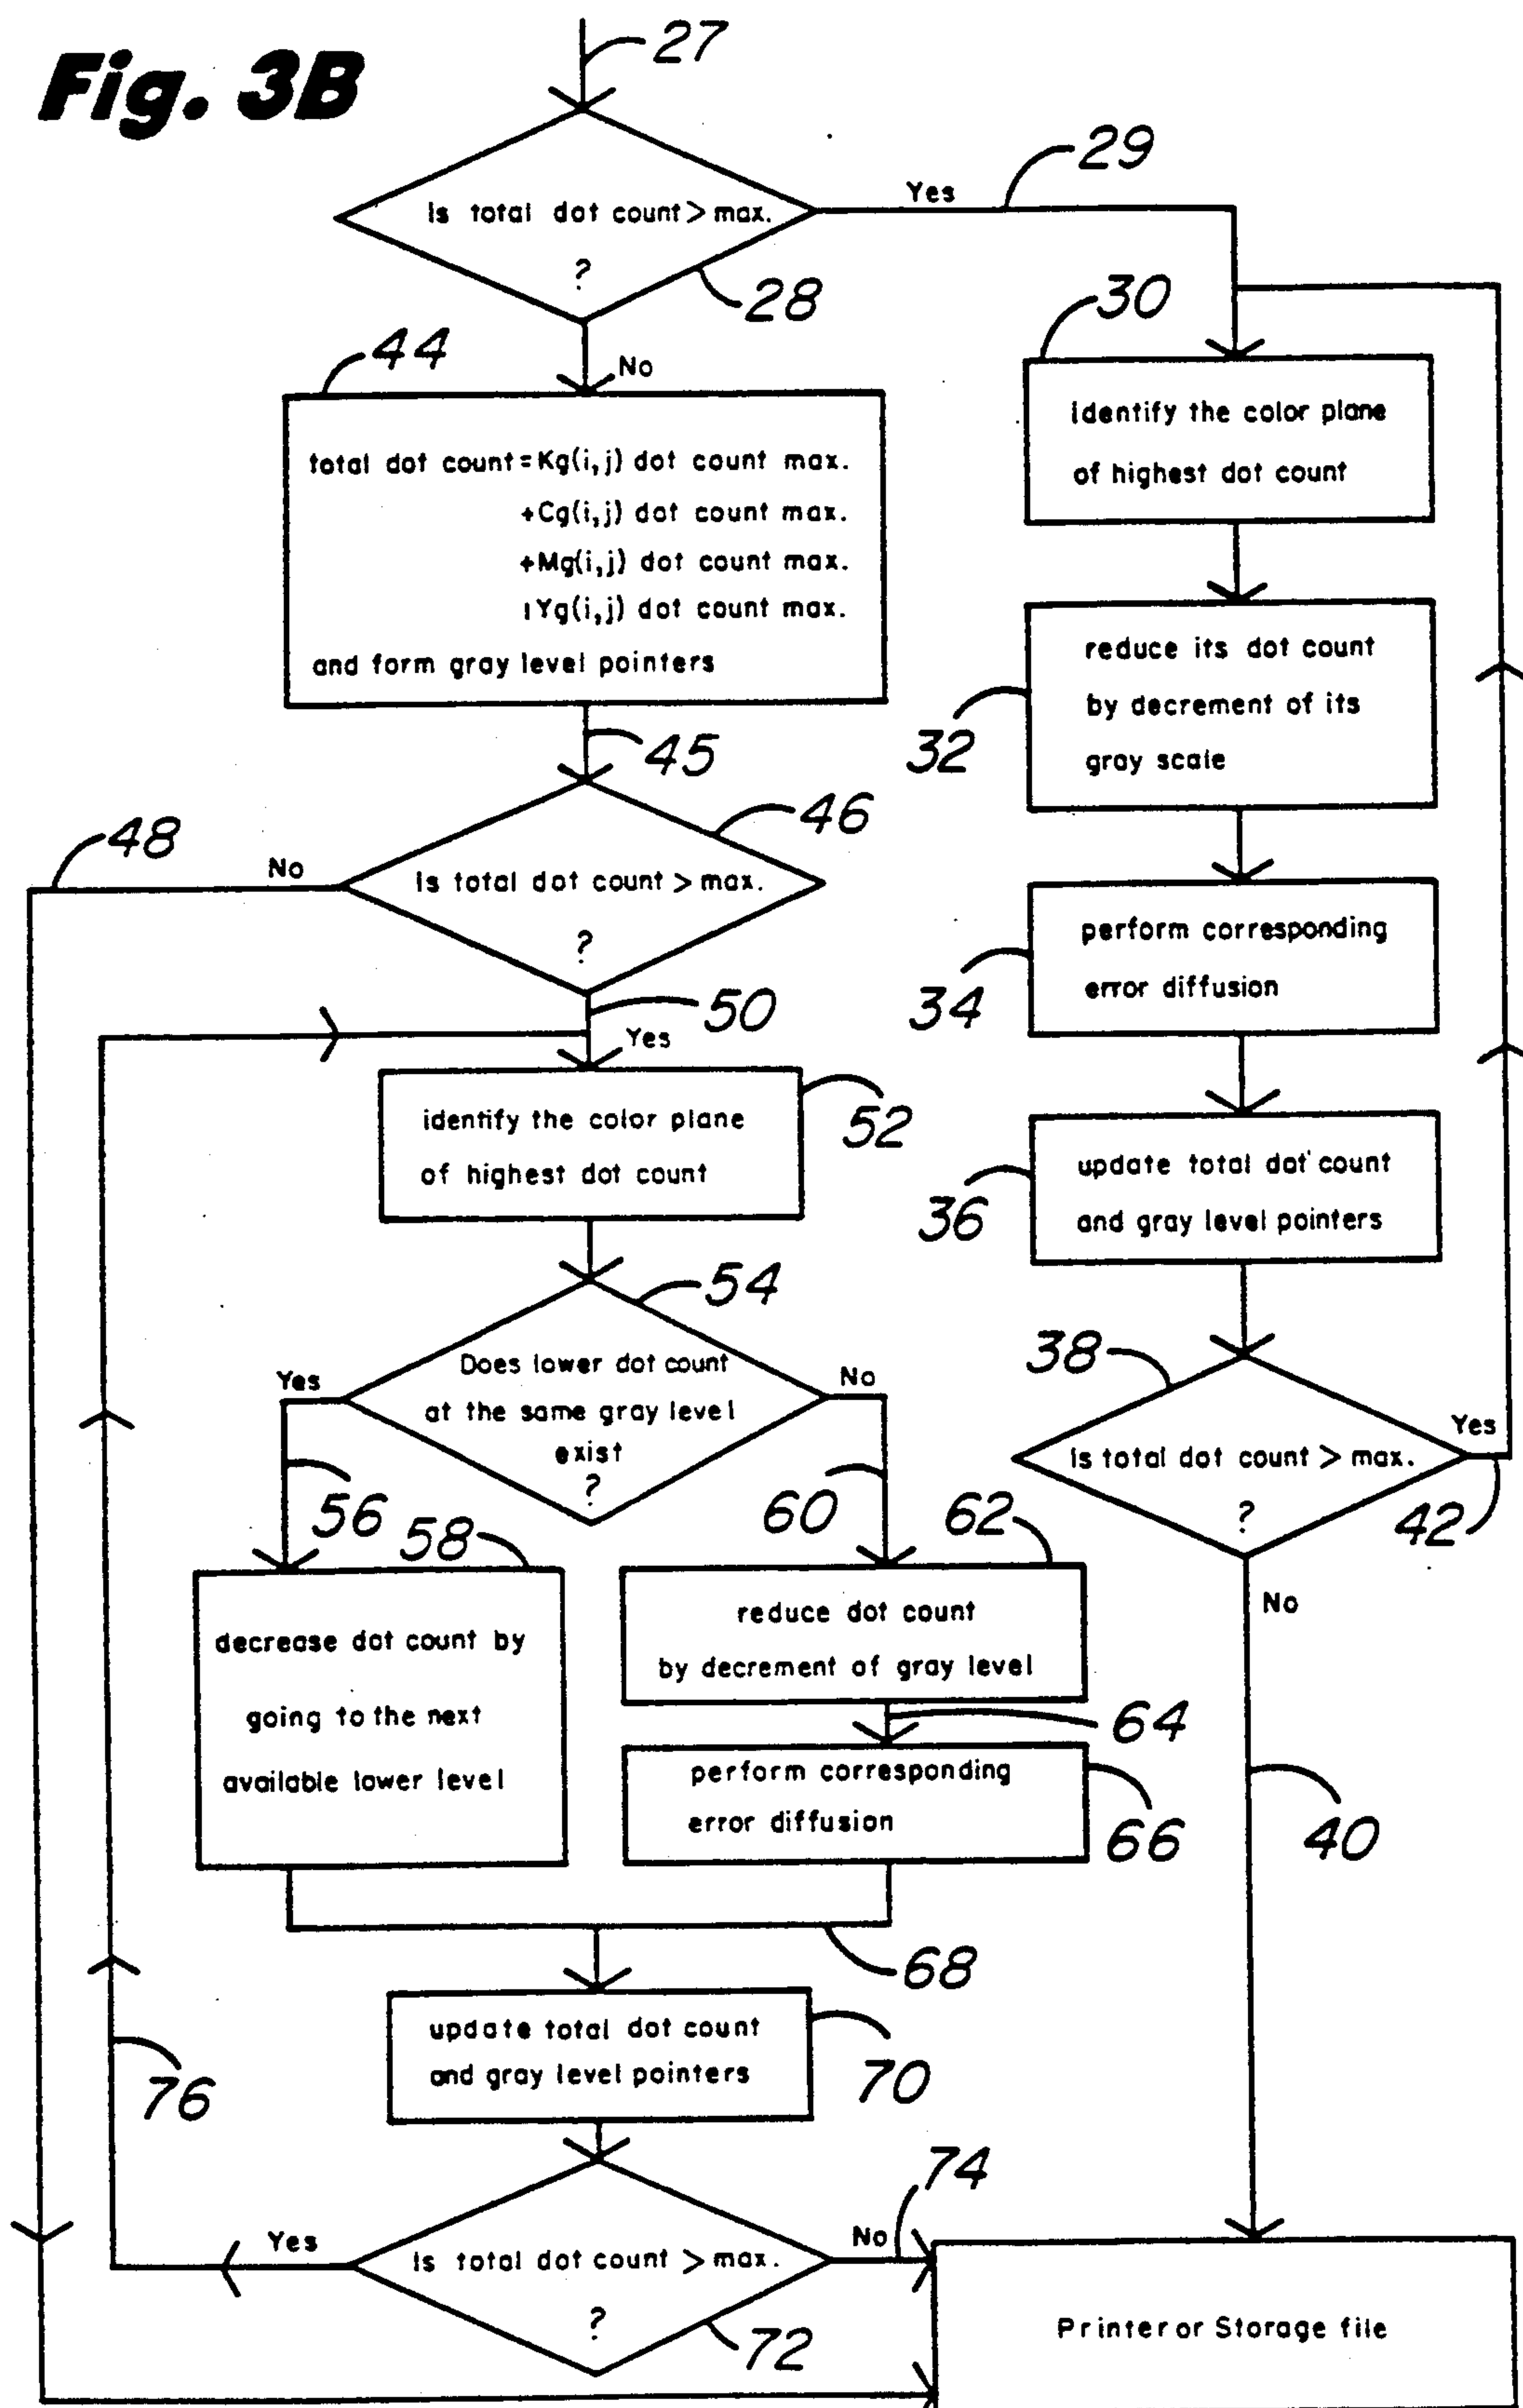 Fig. 3B
27
Is total dot count > max.
?
28
Yes
29
No
30
identify the color plane
of highest dot count
44
total dot count = Kg(i,j) dot count max.
+Cg(i,j) dot count max.
+Mg(i,j) dot count max.
ıYg(i,j) dot count max.
and form gray level pointers
32
reduce its dot count
by decrement of its
gray scale
45
46
Is total dot count > max.
?
No
48
34
perform corresponding
error diffusion
50
Yes
52
identify the color plane
of highest dot count
36
update total dot count
and gray level pointers
54
Does lower dot count
at the same gray level
exist
?
Yes
No
38
Is total dot count > max.
?
Yes
42
56
58
60
62
No
decrease dot count by
going to the next
available lower level
reduce dot count
by decrement of gray level
64
perform corresponding
error diffusion
66
40
68
update total dot count
and gray level pointers
70
76
74
Yes
Is total dot count > max.
?
No
72
Printer or Storage file